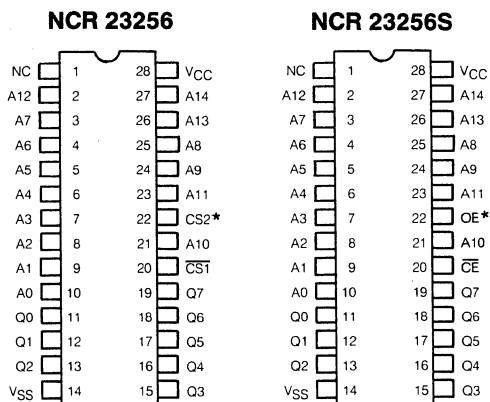 NCR 23256
NC 1 28 VCC
A12 2 27 A14
A7 3 26 A13
A6 4 25 A8
A5 5 24 A9
A4 6 23 A11
A3 7 22 CS2*
A2 8 21 A10
A1 9 20 C̅S̅1̅
A0 10 19 Q7
Q0 11 18 Q6
Q1 12 17 Q5
Q2 13 16 Q4
VSS 14 15 Q3
NCR 23256S
NC 1 28 VCC
A12 2 27 A14
A7 3 26 A13
A6 4 25 A8
A5 5 24 A9
A4 6 23 A11
A3 7 22 OE*
A2 8 21 A10
A1 9 20 C̅E̅
A0 10 19 Q7
Q0 11 18 Q6
Q1 12 17 Q5
Q2 13 16 Q4
VSS 14 15 Q3